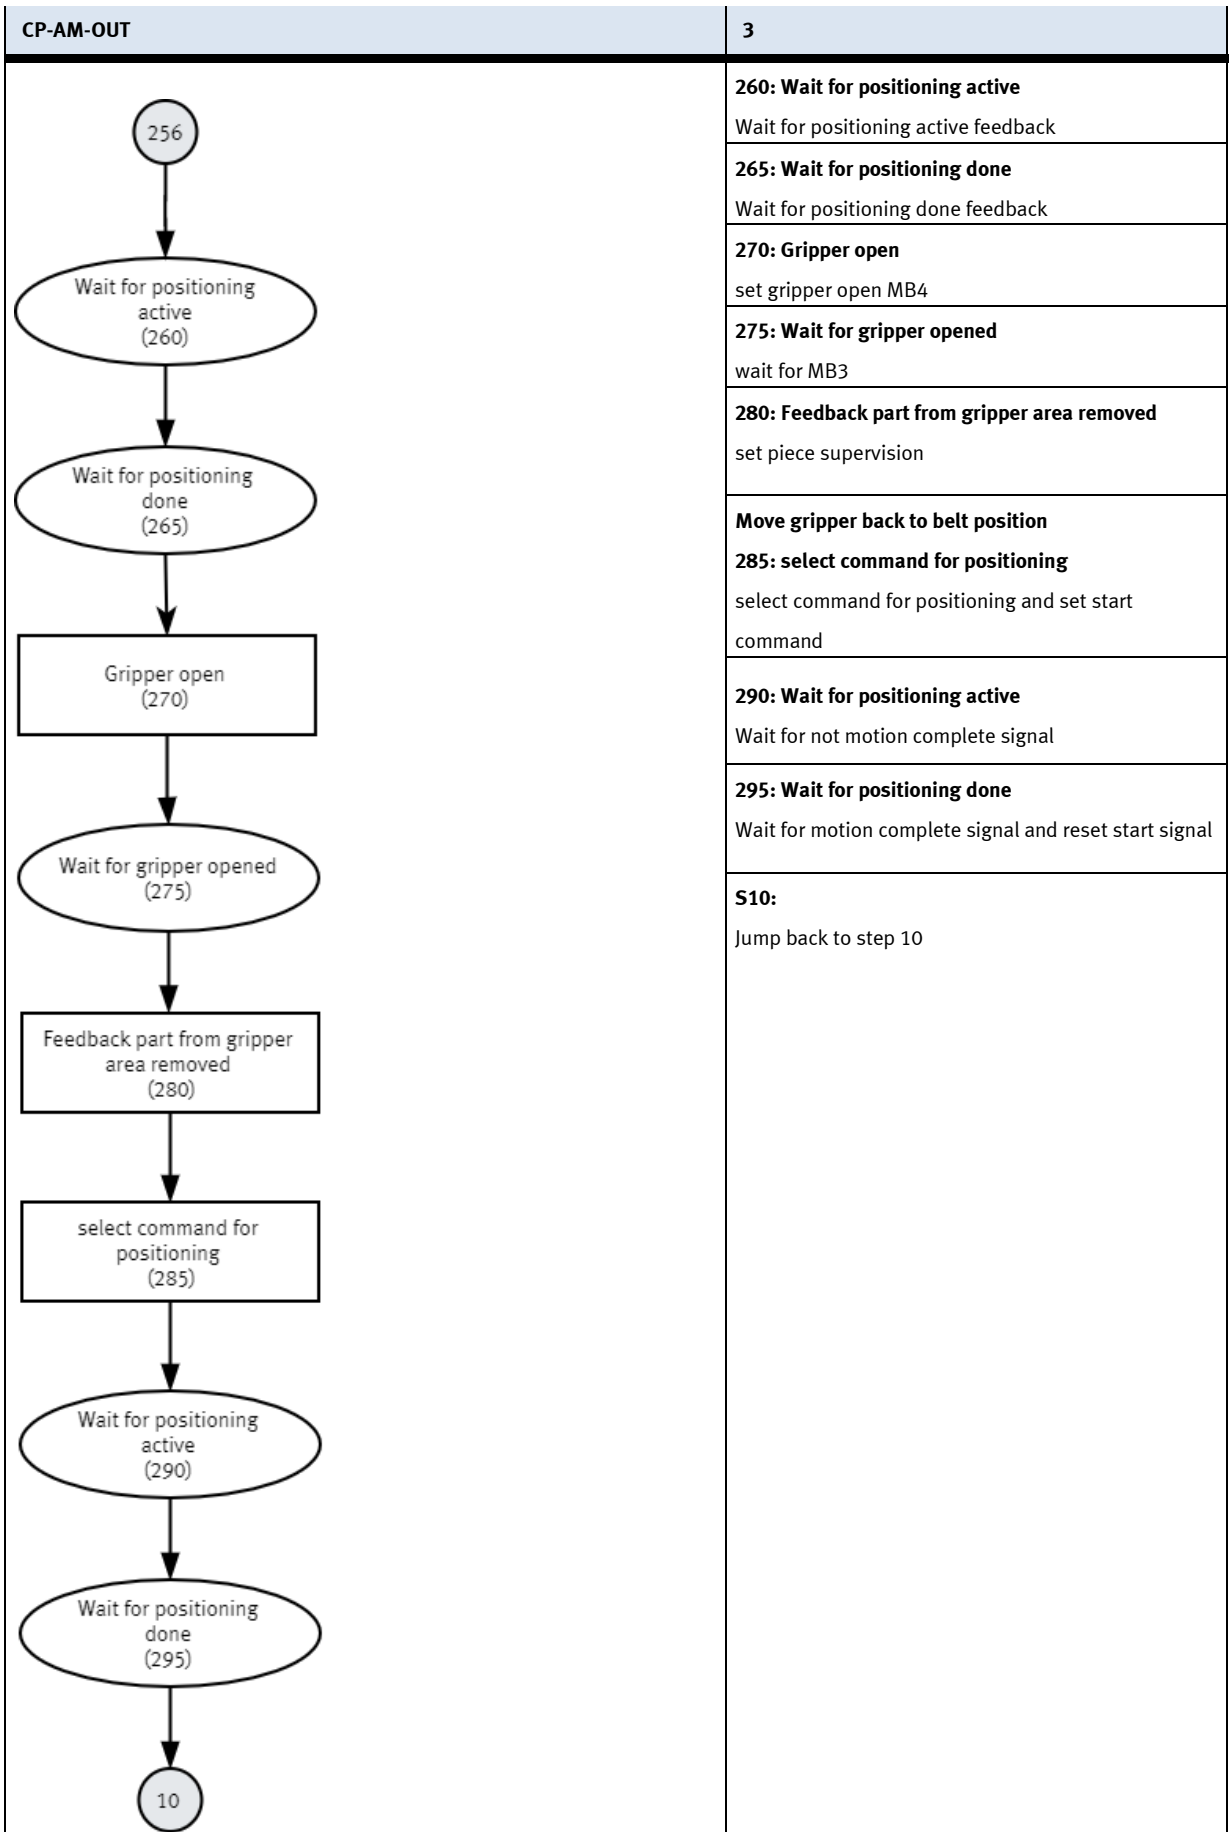 CP-AM-OUT
3
256
Wait for positioning
active
(260)
Wait for positioning
done
(265)
Gripper open
(270)
Wait for gripper opened
(275)
Feedback part from gripper
area removed
(280)
select command for
positioning
(285)
Wait for positioning
active
(290)
Wait for positioning
done
(295)
10
260: Wait for positioning active
Wait for positioning active feedback
265: Wait for positioning done
Wait for positioning done feedback
270: Gripper open
set gripper open MB4
275: Wait for gripper opened
wait for MB3
280: Feedback part from gripper area removed
set piece supervision
Move gripper back to belt position
285: select command for positioning
select command for positioning and set start
command
290: Wait for positioning active
Wait for not motion complete signal
295: Wait for positioning done
Wait for motion complete signal and reset start signal
S10:
Jump back to step 10